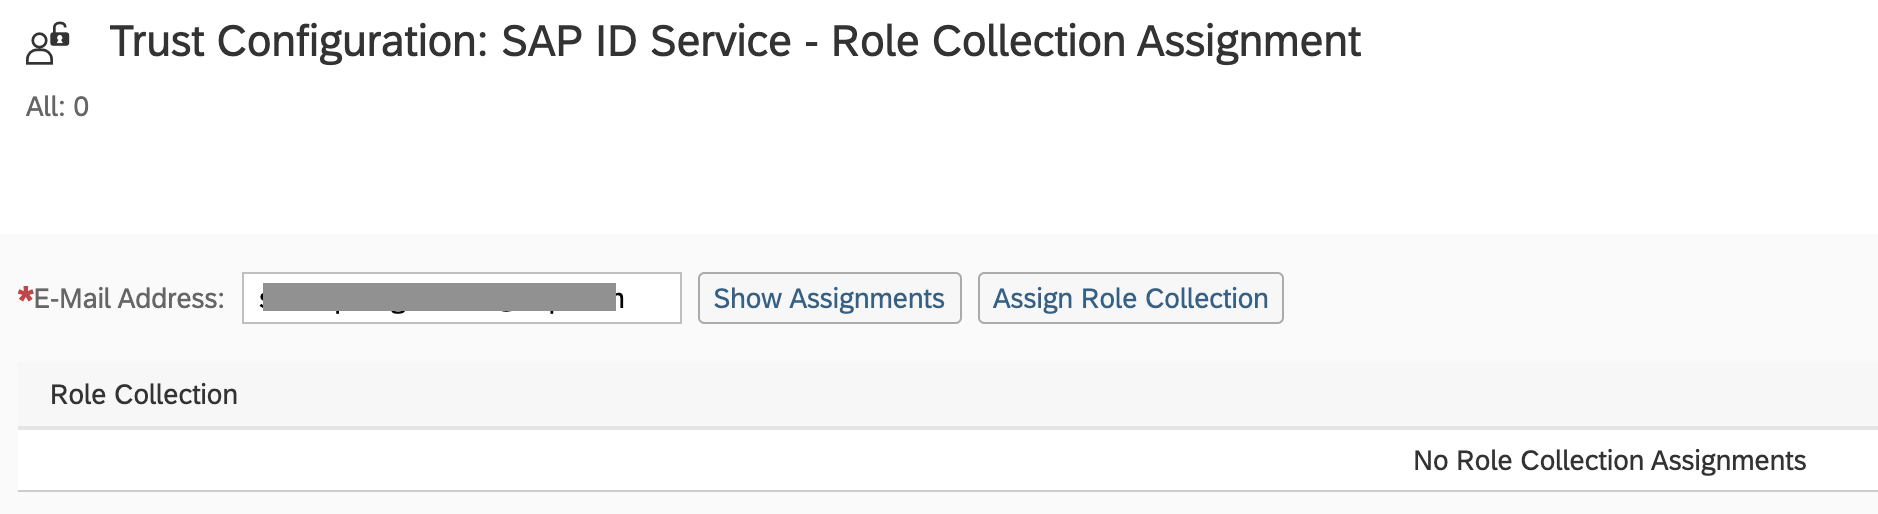 Trust Configuration: SAP ID Service - Role Collection Assignment
All: 0
*E-Mail Address: Show Assignments Assign Role Collection
Role Collection
No Role Collection Assignments